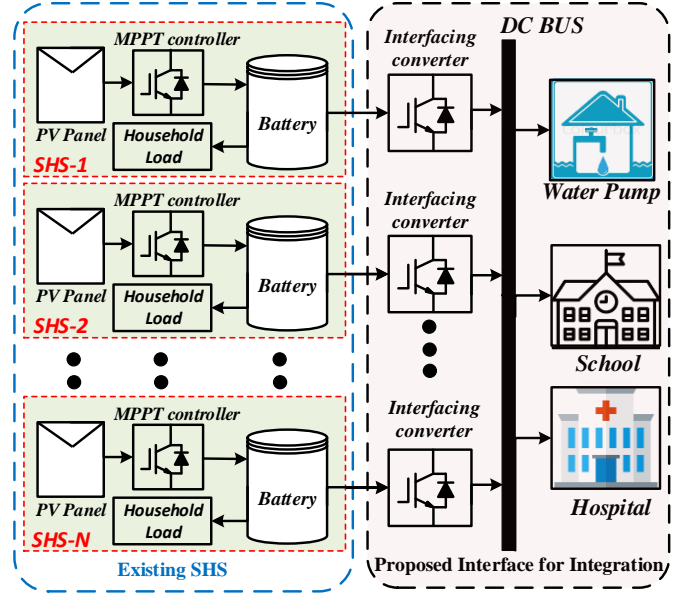 MPPT controller
PV Panel
Household
Load
Battery
SHS-1
MPPT controller
PV Panel
Household
Load
Battery
SHS-2
MPPT controller
PV Panel
Household
Load
Battery
SHS-N
Existing SHS
Interfacing
converter
DC BUS
Water Pump
Interfacing
converter
School
Interfacing
converter
Hospital
Proposed Interface for Integration